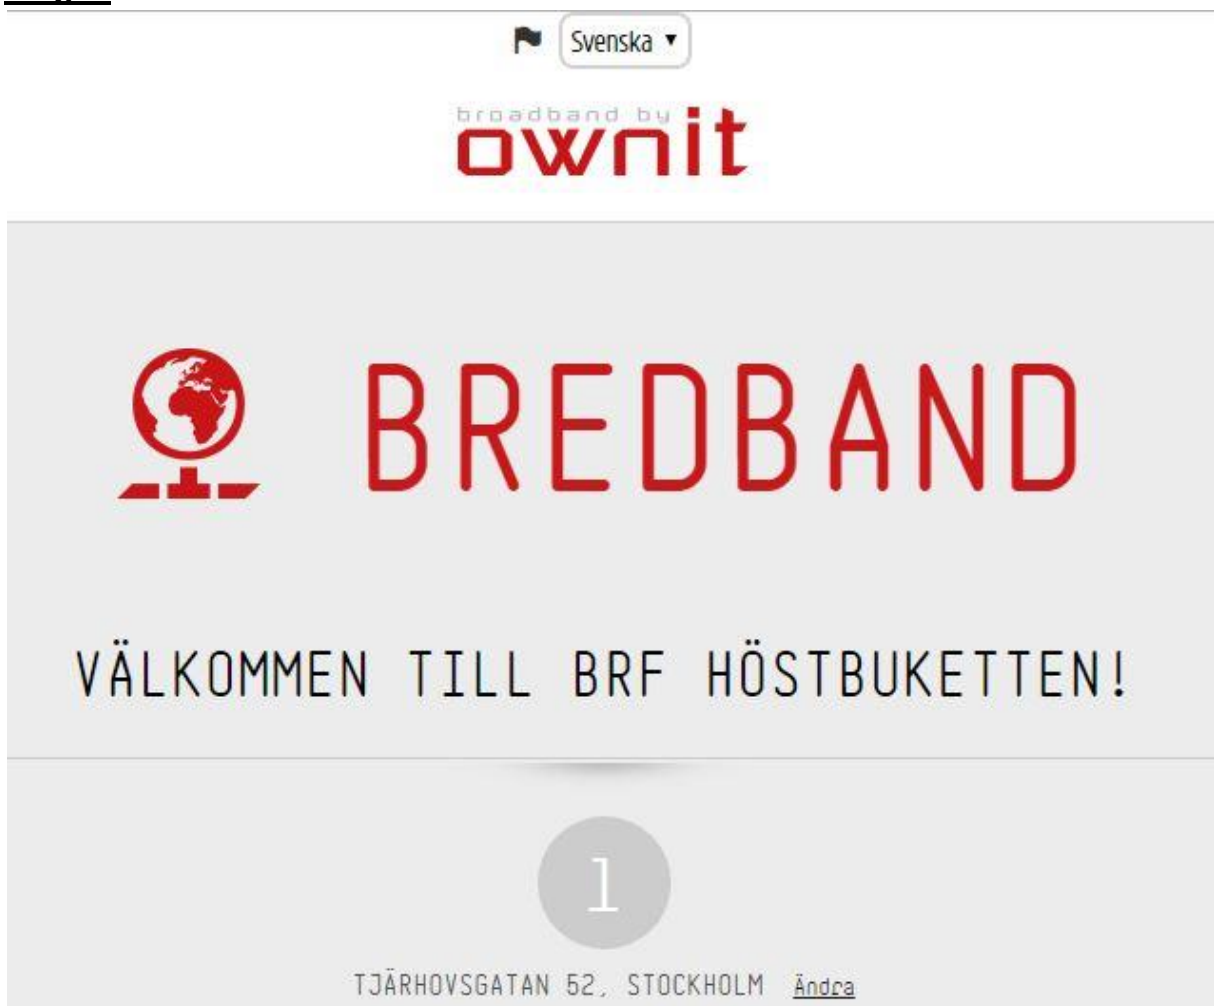 Svenska
broadband by
ownit
BREDBAND
VÄLKOMMEN TILL BRF HÖSTBUKETTEN!
1
TJÄRHOVSGATAN 52, STOCKHOLM Ändra